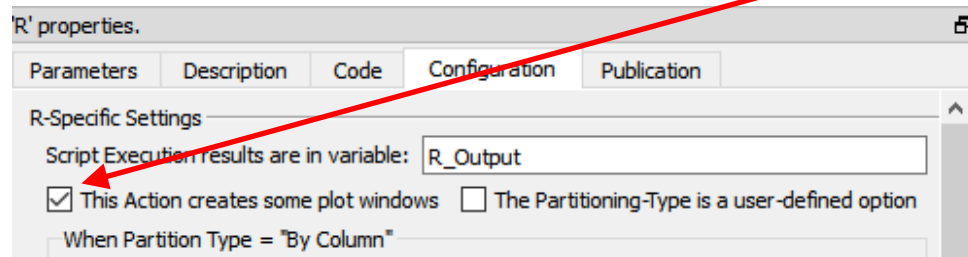 'R' properties.
Parameters Description Code Configuration Publication
R-Specific Settings
Script Execution results are in variable: R_Output
This Action creates some plot windows The Partitioning-Type is a user-defined option
When Partition Type = "By Column"